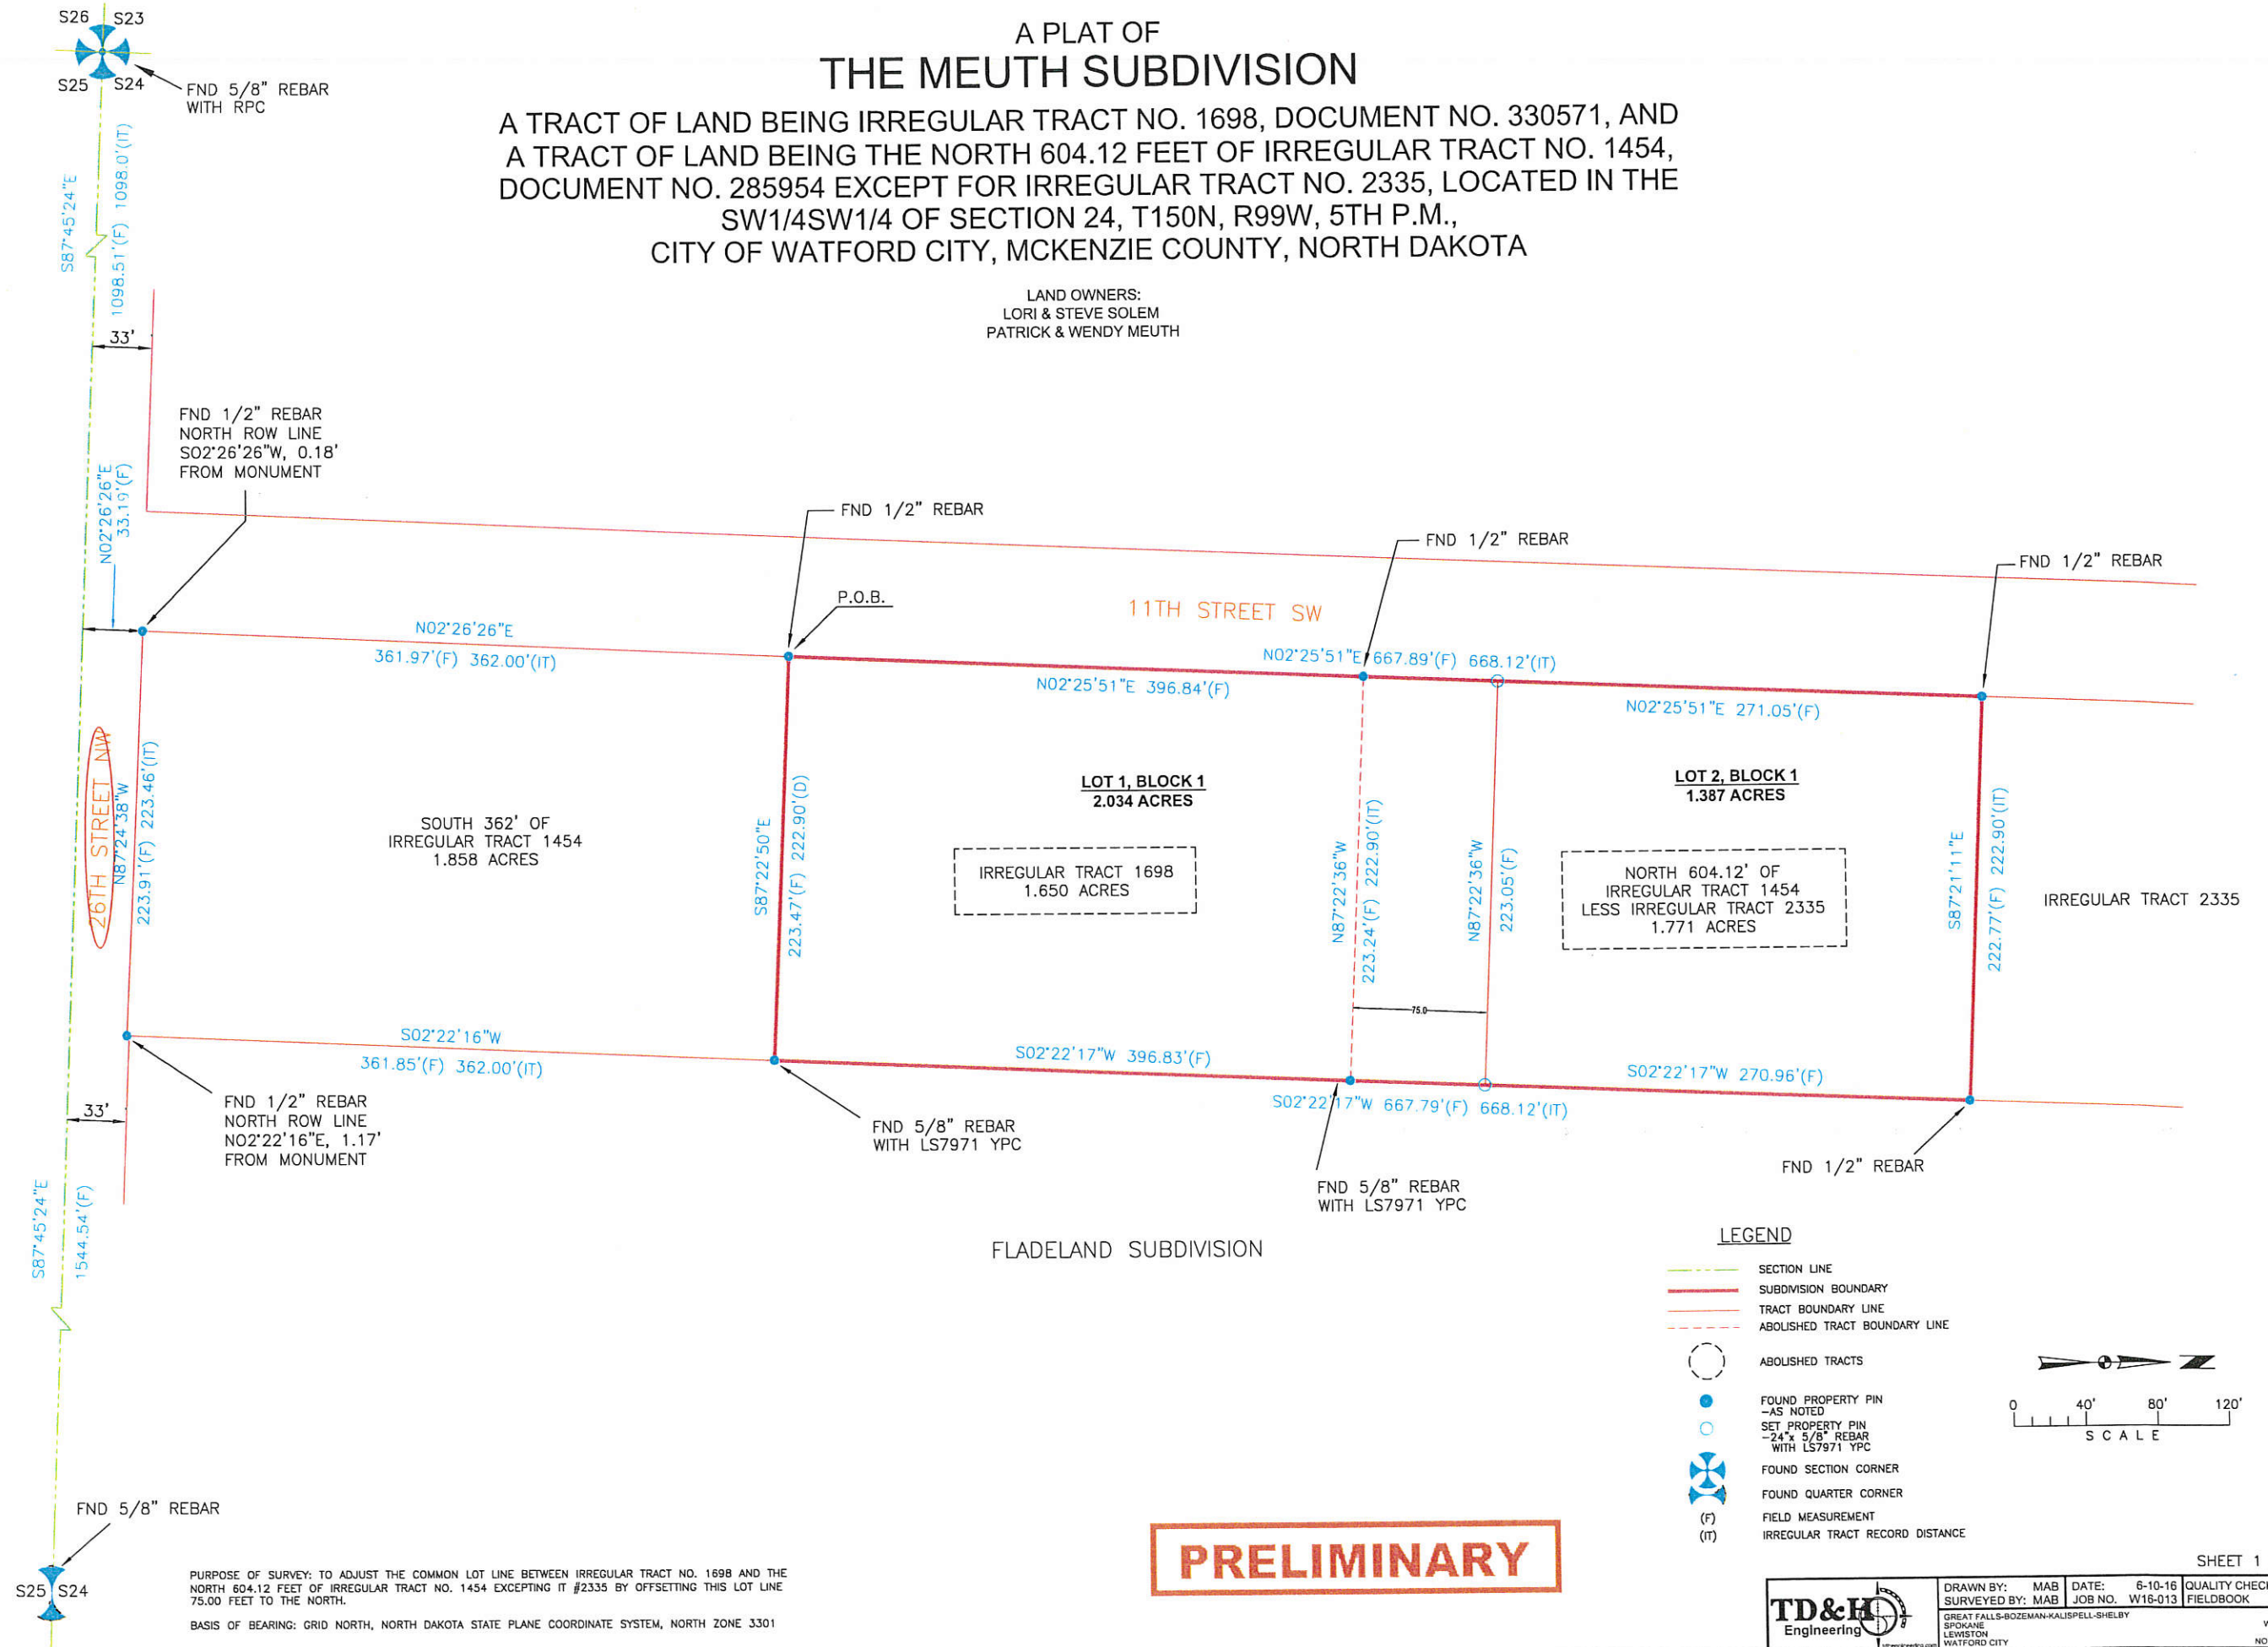 A PLAT OF
THE MEUTH SUBDIVISION
A TRACT OF LAND BEING IRREGULAR TRACT NO. 1698, DOCUMENT NO. 330571, AND
A TRACT OF LAND BEING THE NORTH 604.12 FEET OF IRREGULAR TRACT NO. 1454,
DOCUMENT NO. 285954 EXCEPT FOR IRREGULAR TRACT NO. 2335, LOCATED IN THE
SW1/4SW1/4 OF SECTION 24, T150N, R99W, 5TH P.M.,
CITY OF WATFORD CITY, MCKENZIE COUNTY, NORTH DAKOTA
LAND OWNERS:
LORI & STEVE SOLEM
PATRICK & WENDY MEUTH
S26 S23
S25 S24
FND 5/8" REBAR
WITH RPC
S87°45'24"E
1098.51'(F) 1098.0'(IT)
33'
FND 1/2" REBAR
NORTH ROW LINE
S02°26'26"W, 0.18'
FROM MONUMENT
N02°26'26"E
33.19'(F)
FND 1/2" REBAR
FND 1/2" REBAR
FND 1/2" REBAR
P.O.B.
11TH STREET SW
N02°26'26"E
361.97'(F) 362.00'(IT)
N02°25'51"E 667.89'(F) 668.12'(IT)
N02°25'51"E 396.84'(F)
N02°25'51"E 271.05'(F)
26TH STREET NW
N87°24'38"W
223.91'(F) 223.46'(IT)
SOUTH 362' OF
IRREGULAR TRACT 1454
1.858 ACRES
S87°22'50"E
223.47'(F) 222.90'(D)
LOT 1, BLOCK 1
2.034 ACRES
IRREGULAR TRACT 1698
1.650 ACRES
N87°22'36"W
223.24'(F) 222.90'(IT)
N87°22'36"W
223.05'(F)
75.0
LOT 2, BLOCK 1
1.387 ACRES
NORTH 604.12' OF
IRREGULAR TRACT 1454
LESS IRREGULAR TRACT 2335
1.771 ACRES
S87°21'11"E
222.77'(F) 222.90'(IT)
IRREGULAR TRACT 2335
S02°22'16"W
361.85'(F) 362.00'(IT)
S02°22'17"W 396.83'(F)
S02°22'17"W 270.96'(F)
S02°22'17"W 667.79'(F) 668.12'(IT)
33'
FND 1/2" REBAR
NORTH ROW LINE
N02°22'16"E, 1.17'
FROM MONUMENT
FND 5/8" REBAR
WITH LS7971 YPC
FND 5/8" REBAR
WITH LS7971 YPC
FND 1/2" REBAR
S87°45'24"E
1544.54'(F)
FLADELAND SUBDIVISION
LEGEND
SECTION LINE
SUBDIVISION BOUNDARY
TRACT BOUNDARY LINE
ABOLISHED TRACT BOUNDARY LINE
ABOLISHED TRACTS
FOUND PROPERTY PIN
-AS NOTED
SET PROPERTY PIN
-24"x 5/8" REBAR
WITH LS7971 YPC
FOUND SECTION CORNER
FOUND QUARTER CORNER
(F) FIELD MEASUREMENT
(IT) IRREGULAR TRACT RECORD DISTANCE
N
0 40' 80' 120'
SCALE
FND 5/8" REBAR
S25 S24
PURPOSE OF SURVEY: TO ADJUST THE COMMON LOT LINE BETWEEN IRREGULAR TRACT NO. 1698 AND THE
NORTH 604.12 FEET OF IRREGULAR TRACT NO. 1454 EXCEPTING IT #2335 BY OFFSETTING THIS LOT LINE
75.00 FEET TO THE NORTH.
BASIS OF BEARING: GRID NORTH, NORTH DAKOTA STATE PLANE COORDINATE SYSTEM, NORTH ZONE 3301
PRELIMINARY
SHEET 1
TD&H
Engineering
DRAWN BY: MAB DATE: 6-10-16 QUALITY CHEC
SURVEYED BY: MAB JOB NO. W16-013 FIELDBOOK
GREAT FALLS-BOZEMAN-KALISPELL-SHELBY
SPOKANE
LEWISTON
WATFORD CITY